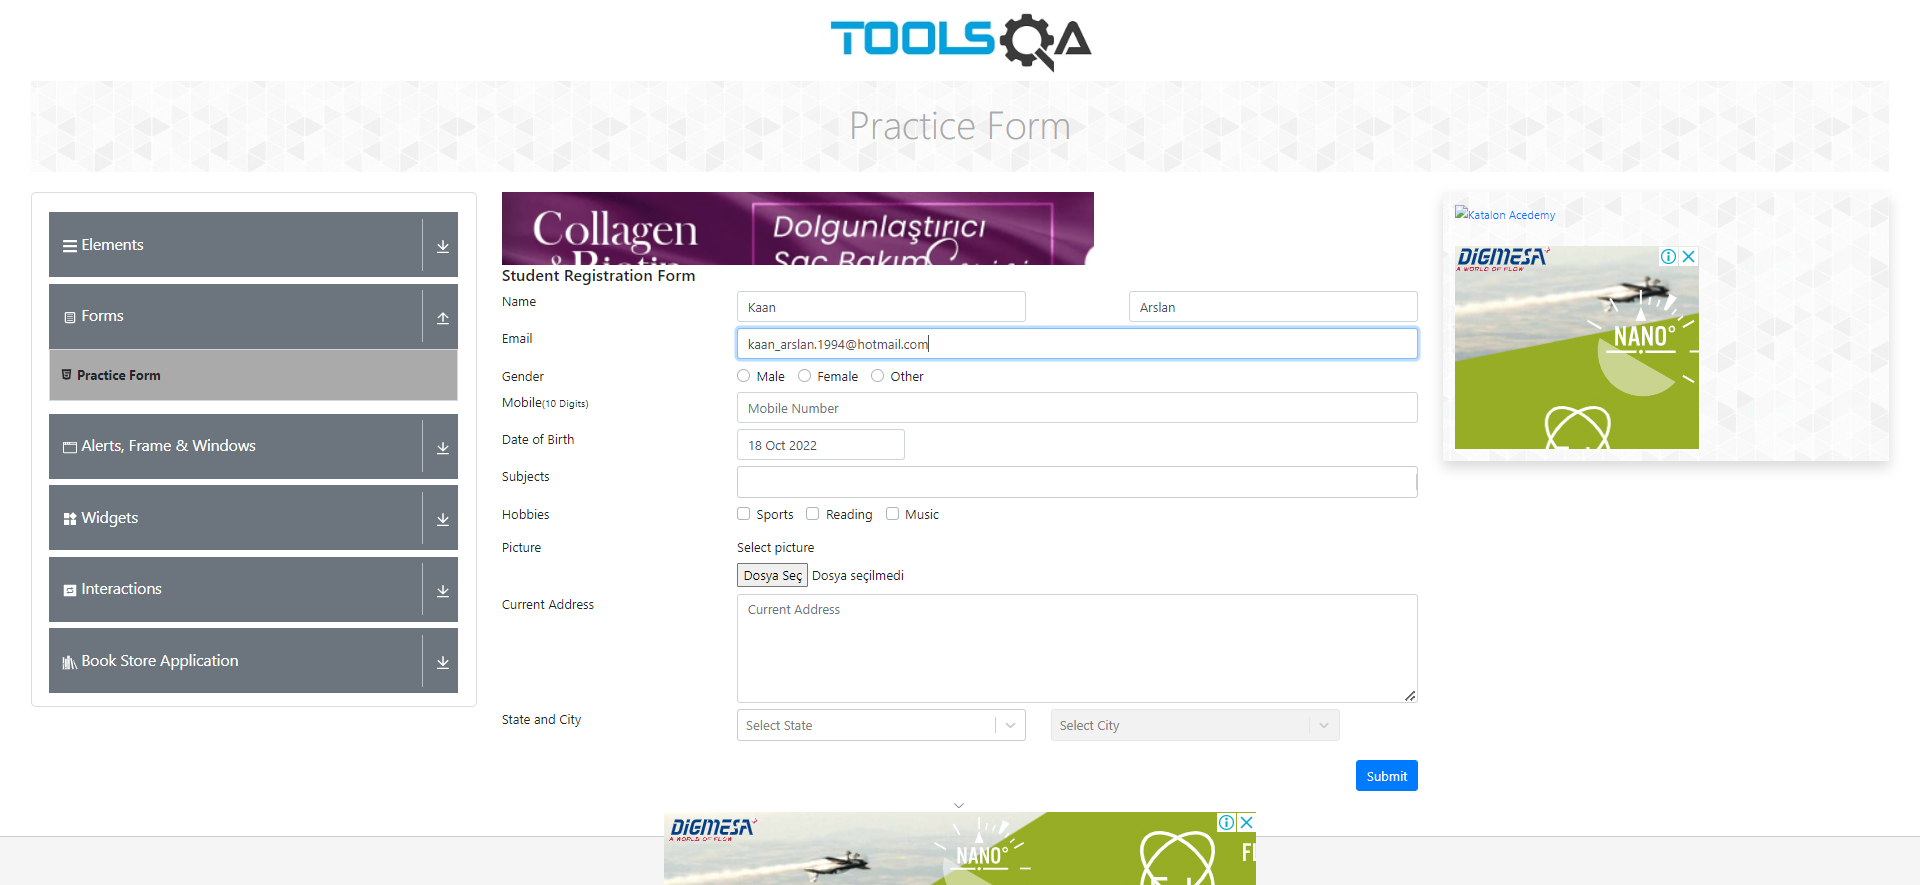 TOOLSQA
Practice Form
Elements
Forms
Practice Form
Alerts, Frame & Windows
Widgets
Interactions
Book Store Application
Collagen
& Biotin
Dolgunlaştırıcı
Saç Bakım Serisi
Student Registration Form
Name Kaan Arslan
Email kaan_arslan.1994@hotmail.com
Gender Male Female Other
Mobile(10 Digits) Mobile Number
Date of Birth 18 Oct 2022
Subjects
Hobbies Sports Reading Music
Picture Select picture
Dosya Seç Dosya seçilmedi
Current Address Current Address
State and City Select State Select City
Submit
Katalon Acedemy
DIGMESA
A WORLD OF FLOW
NANO°
DIGMESA
A WORLD OF FLOW
NANO°